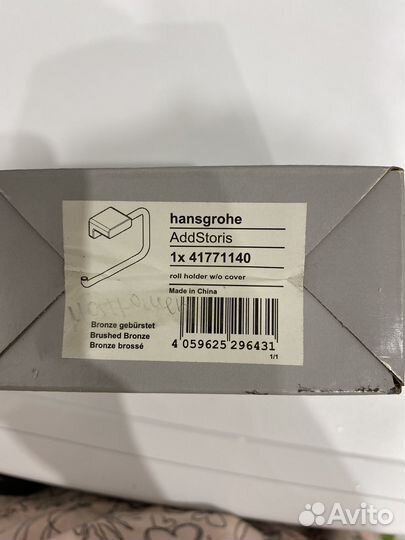 hansgrohe
AddStoris
1x 41771140
roll holder w/o cover
Made in China
Bronze gebürstet
Brushed Bronze
Bronze brossé
4 059625 296431
1/1
Avito